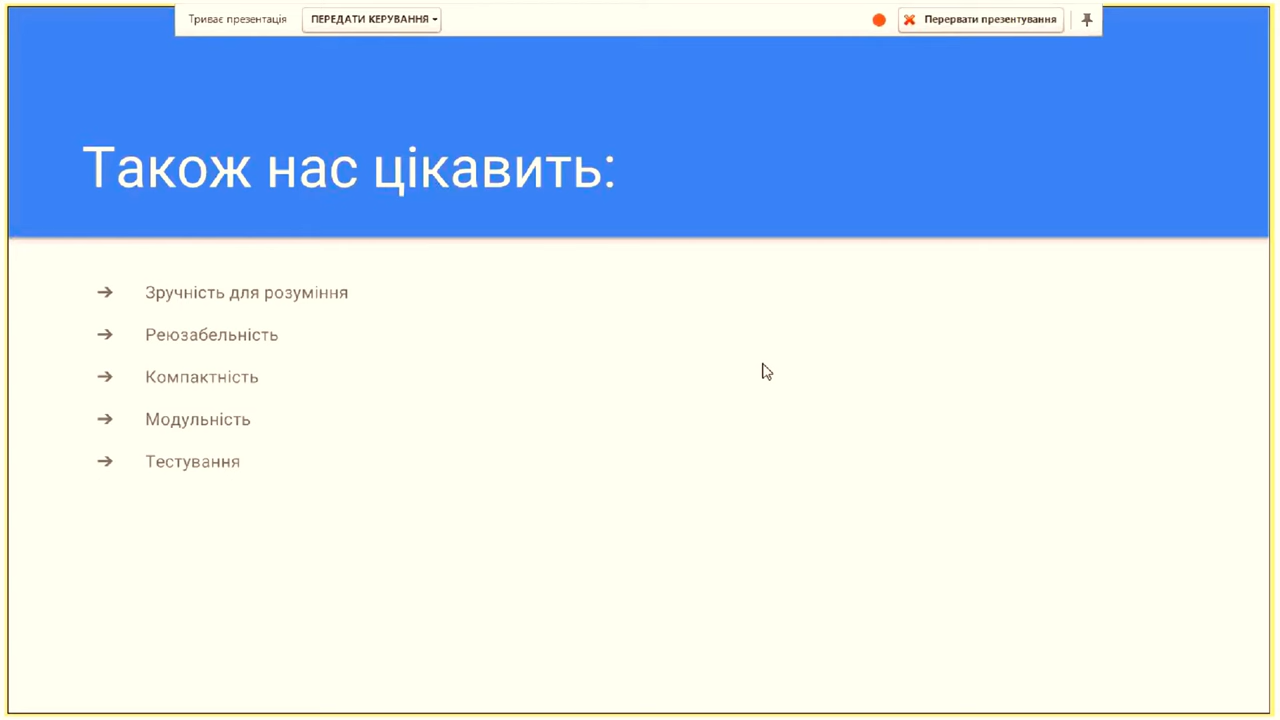 Триває презентація
ПЕРЕДАТИ КЕРУВАННЯ
Перервати презентування
Також нас цікавить:
Зручність для розуміння
Реюзабельність
Компактність
Модульність
Тестування